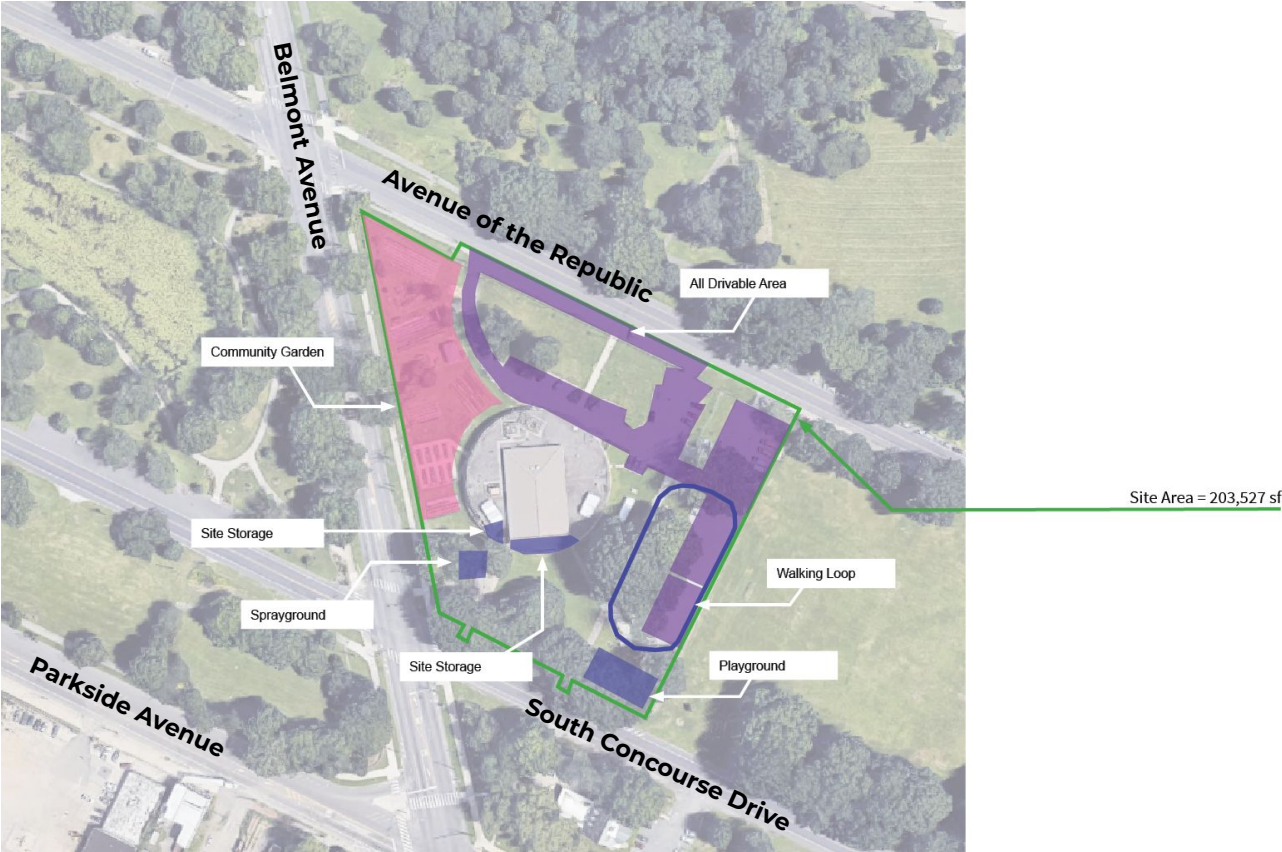 Belmont Avenue
Avenue of the Republic
All Drivable Area
Community Garden
Site Area = 203,527 sf
Site Storage
Walking Loop
Sprayground
Site Storage
Playground
Parkside Avenue
South Concourse Drive